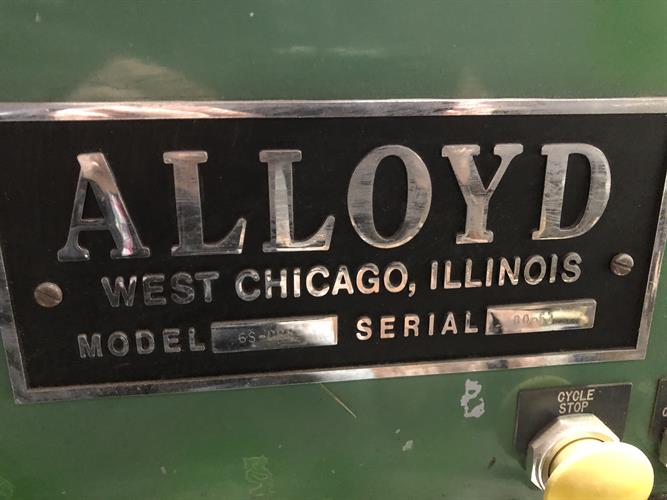 ALLOYD
WEST CHICAGO, ILLINOIS
MODEL SERIAL
CYCLE
STOP